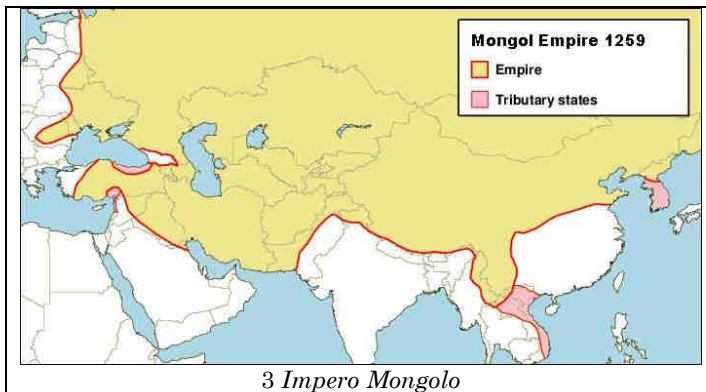 Mongol Empire 1259
Empire
Tributary states
3 Impero Mongolo